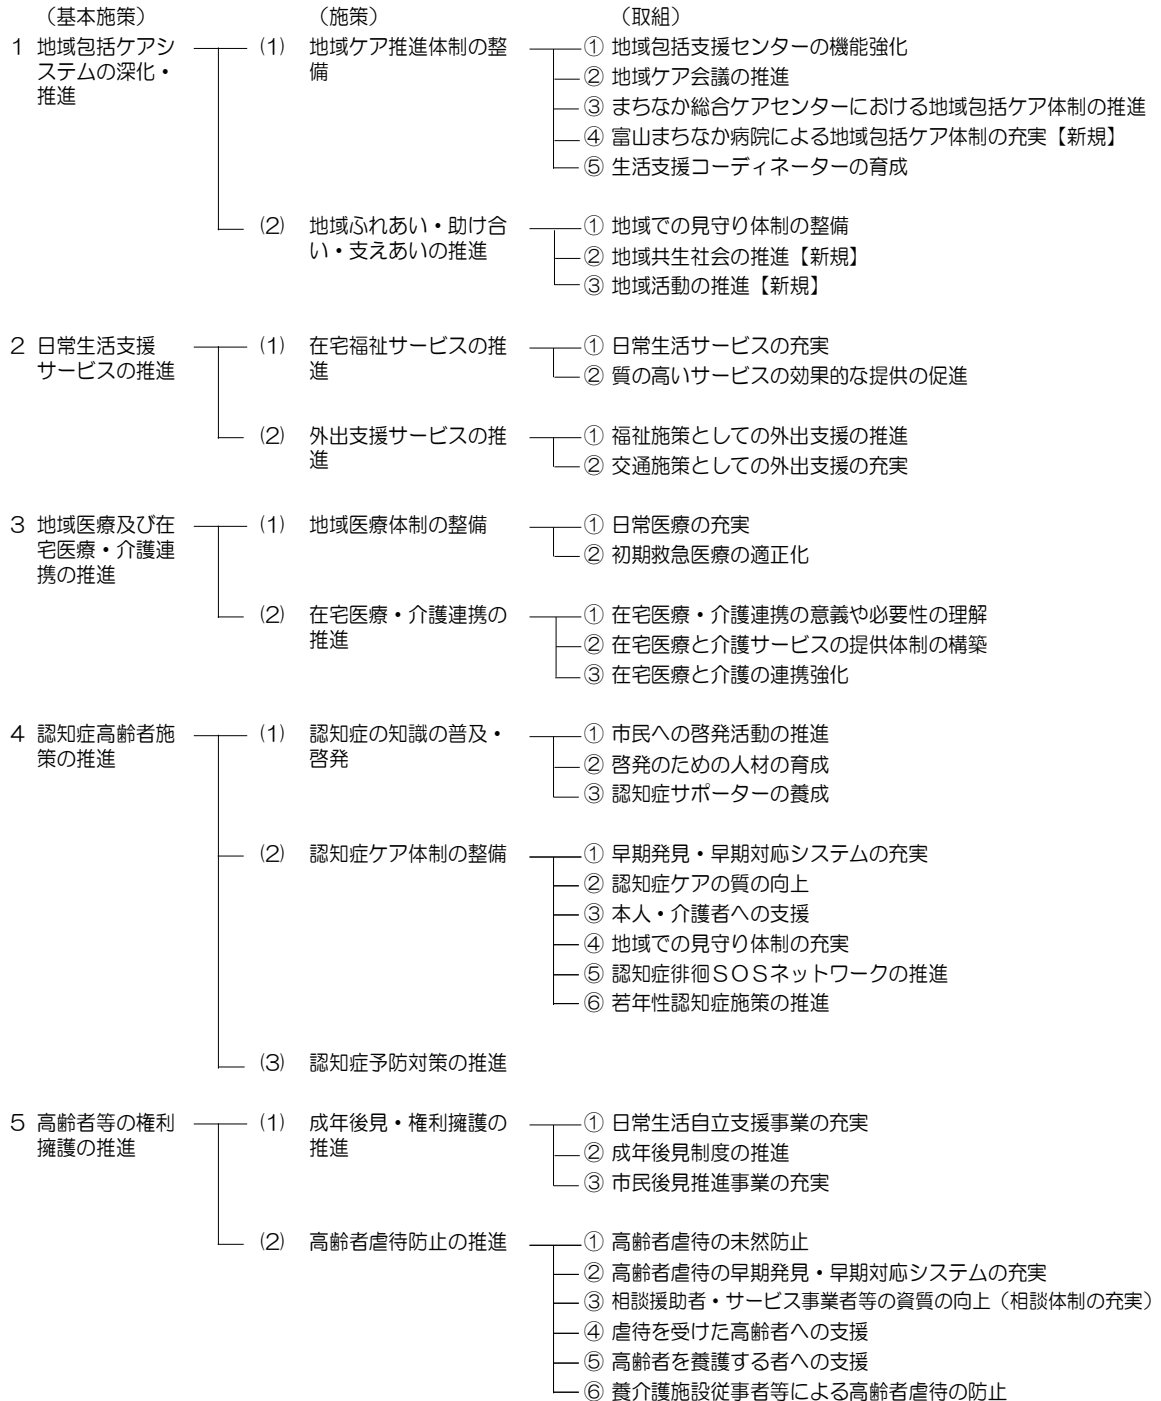 （基本施策） （施策） （取組）
1 地域包括ケアシ (1) 地域ケア推進体制の整 ① 地域包括支援センターの機能強化
ステムの深化・ 備 ② 地域ケア会議の推進
推進 ③ まちなか総合ケアセンターにおける地域包括ケア体制の推進
④ 富山まちなか病院による地域包括ケア体制の充実【新規】
⑤ 生活支援コーディネーターの育成
(2) 地域ふれあい・助け合 ① 地域での見守り体制の整備
い・支えあいの推進 ② 地域共生社会の推進【新規】
③ 地域活動の推進【新規】
2 日常生活支援 (1) 在宅福祉サービスの推 ① 日常生活サービスの充実
サービスの推進 進 ② 質の高いサービスの効果的な提供の促進
(2) 外出支援サービスの推 ① 福祉施策としての外出支援の推進
進 ② 交通施策としての外出支援の充実
3 地域医療及び在 (1) 地域医療体制の整備 ① 日常医療の充実
宅医療・介護連 ② 初期救急医療の適正化
携の推進
(2) 在宅医療・介護連携の ① 在宅医療・介護連携の意義や必要性の理解
推進 ② 在宅医療と介護サービスの提供体制の構築
③ 在宅医療と介護の連携強化
4 認知症高齢者施 (1) 認知症の知識の普及・ ① 市民への啓発活動の推進
策の推進 啓発 ② 啓発のための人材の育成
③ 認知症サポーターの養成
(2) 認知症ケア体制の整備 ① 早期発見・早期対応システムの充実
② 認知症ケアの質の向上
③ 本人・介護者への支援
④ 地域での見守り体制の充実
⑤ 認知症徘徊ＳＯＳネットワークの推進
⑥ 若年性認知症施策の推進
(3) 認知症予防対策の推進
5 高齢者等の権利 (1) 成年後見・権利擁護の ① 日常生活自立支援事業の充実
擁護の推進 推進 ② 成年後見制度の推進
③ 市民後見推進事業の充実
(2) 高齢者虐待防止の推進 ① 高齢者虐待の未然防止
② 高齢者虐待の早期発見・早期対応システムの充実
③ 相談援助者・サービス事業者等の資質の向上（相談体制の充実）
④ 虐待を受けた高齢者への支援
⑤ 高齢者を養護する者への支援
⑥ 養介護施設従事者等による高齢者虐待の防止